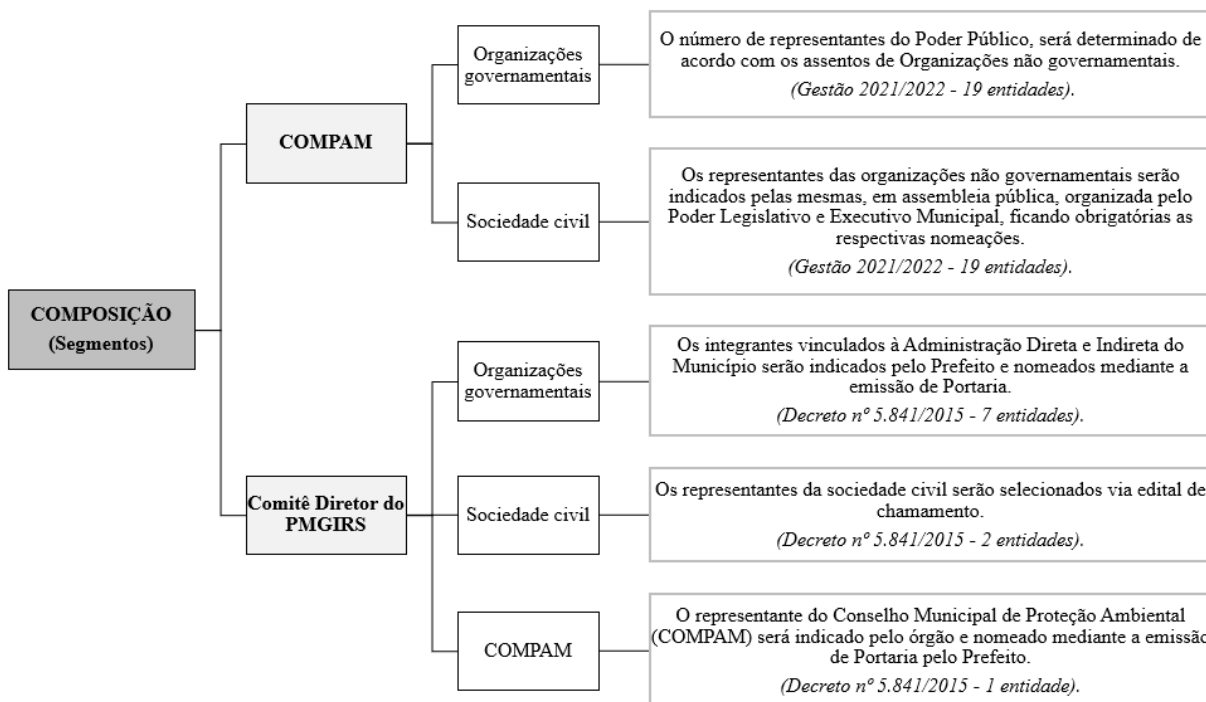 Organizações
governamentais
O número de representantes do Poder Público, será determinado de
acordo com os assentos de Organizações não governamentais.
(Gestão 2021/2022 - 19 entidades).
COMPAM
Sociedade civil
Os representantes das organizações não governamentais serão
indicados pelas mesmas, em assembleia pública, organizada pelo
Poder Legislativo e Executivo Municipal, ficando obrigatórias as
respectivas nomeações.
(Gestão 2021/2022 - 19 entidades).
COMPOSIÇÃO
(Segmentos)
Organizações
governamentais
Os integrantes vinculados à Administração Direta e Indireta do
Município serão indicados pelo Prefeito e nomeados mediante a
emissão de Portaria.
(Decreto nº 5.841/2015 - 7 entidades).
Comitê Diretor do
PMGIRS
Sociedade civil
Os representantes da sociedade civil serão selecionados via edital de
chamamento.
(Decreto nº 5.841/2015 - 2 entidades).
COMPAM
O representante do Conselho Municipal de Proteção Ambiental
(COMPAM) será indicado pelo órgão e nomeado mediante a emissão
de Portaria pelo Prefeito.
(Decreto nº 5.841/2015 - 1 entidade).